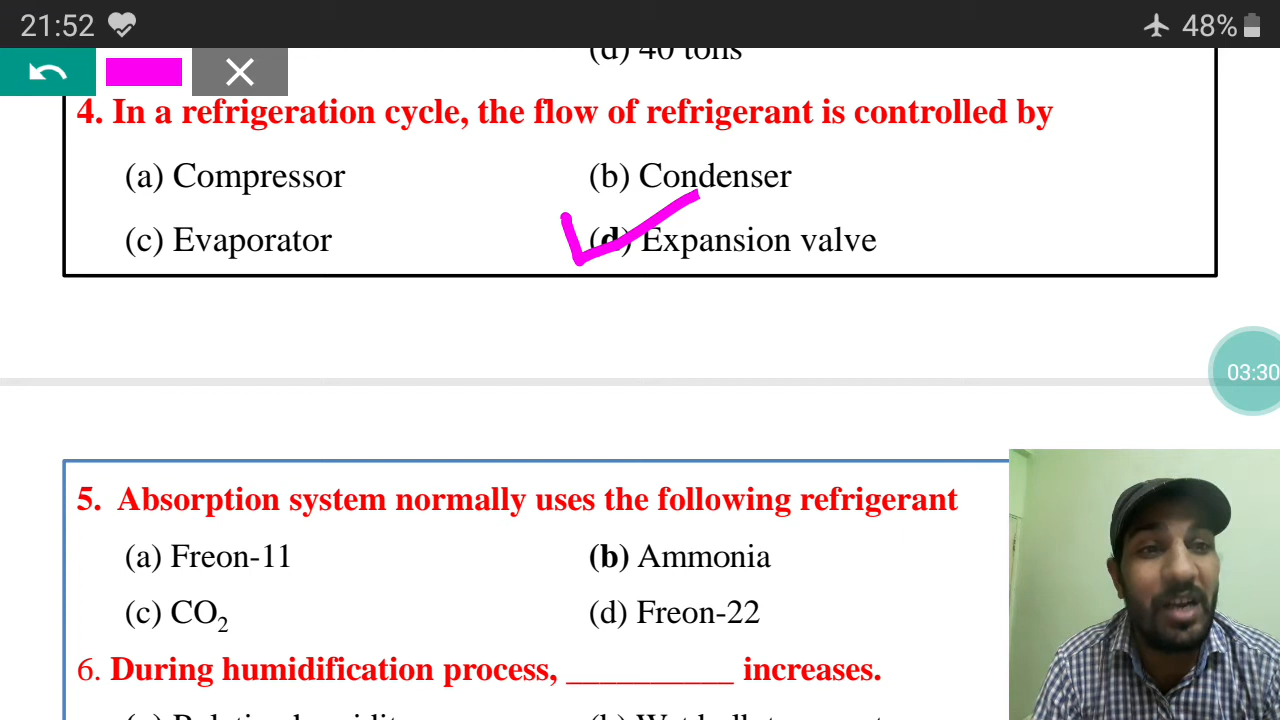 21:52 48%
(d) 40 tons
4. In a refrigeration cycle, the flow of refrigerant is controlled by
(a) Compressor (b) Condenser
(c) Evaporator (d) Expansion valve
03:30
5. Absorption system normally uses the following refrigerant
(a) Freon-11 (b) Ammonia
(c) CO2 (d) Freon-22
6. During humidification process, __________ increases.